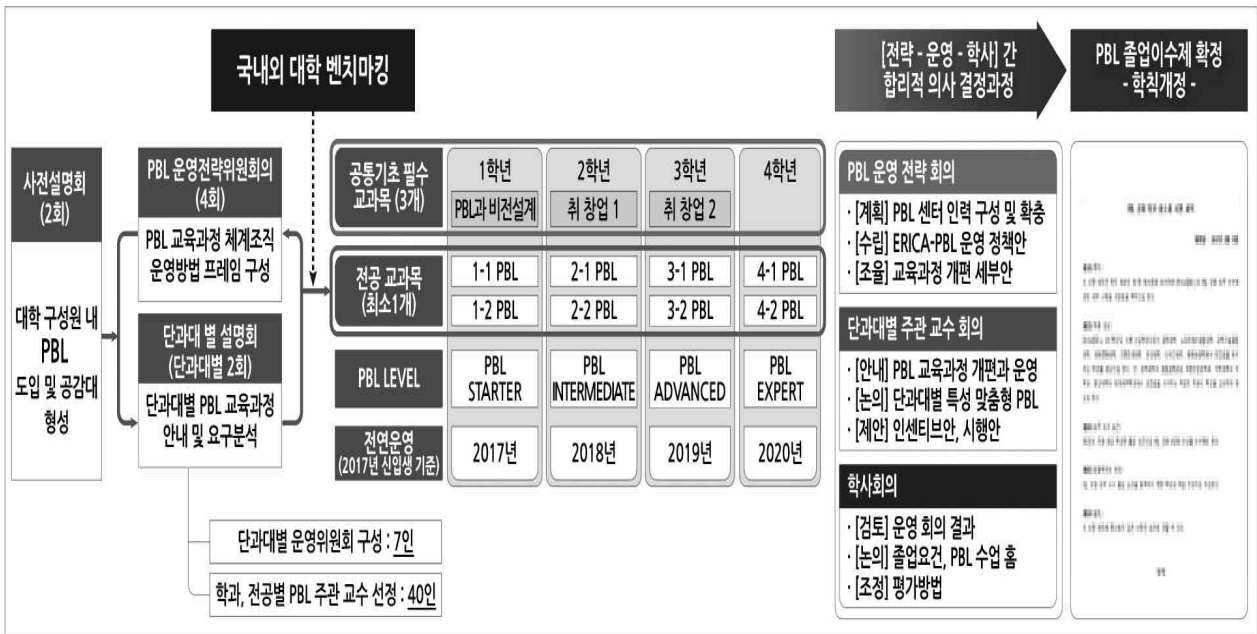 국내외 대학 벤치마킹
사전설명회
(2회)
대학 구성원 내
PBL
도입 및 공감대
형성
PBL 운영전략위원회의
(4회)
PBL 교육과정 체계조직
운영방법 프레임 구성
단과대 별 설명회
(단과대별 2회)
단과대별 PBL 교육과정
안내 및 요구분석
단과대별 운영위원회 구성 : 7인
학과, 전공별 PBL 주관 교수 선정 : 40인
공통기초 필수
교과목 (3개)
1학년
PBL과 비전설계
2학년
취 창업 1
3학년
취 창업 2
4학년
전공 교과목
(최소1개)
1-1 PBL
2-1 PBL
3-1 PBL
4-1 PBL
1-2 PBL
2-2 PBL
3-2 PBL
4-2 PBL
PBL LEVEL
PBL
STARTER
PBL
INTERMEDIATE
PBL
ADVANCED
PBL
EXPERT
전연운영
(2017년 신입생 기준)
2017년
2018년
2019년
2020년
[전략 - 운영 - 학사] 간
합리적 의사 결정과정
PBL 운영 전략 회의
· [계획] PBL 센터 인력 구성 및 확충
· [수립] ERICA-PBL 운영 정책안
· [조율] 교육과정 개편 세부안
단과대별 주관 교수 회의
· [안내] PBL 교육과정 개편과 운영
· [논의] 단과대별 특성 맞춤형 PBL
· [제안] 인센티브안, 시행안
학사회의
· [검토] 운영 회의 결과
· [논의] 졸업요건, PBL 수업 홈
· [조정] 평가방법
PBL 졸업이수제 확정
- 학칙개정 -